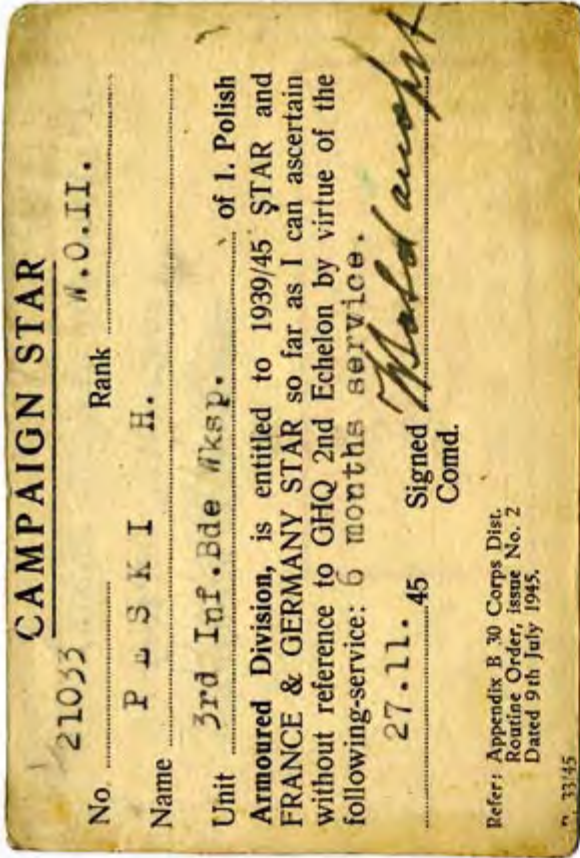 CAMPAIGN STAR
No. 21033 Rank W.O.II.
Name P E S K I H.
Unit 3rd Inf.Bde Wksp. of 1. Polish
Armoured Division, is entitled to 1939/45 STAR and
FRANCE & GERMANY STAR so far as I can ascertain
without reference to GHQ 2nd Echelon by virtue of the
following-service: 6 months service.
27.11. 45 Signed
Comd.
Refer: Appendix B 30 Corps Dist.
Routine Order, issue No. 2
Dated 9th July 1945.
33/45